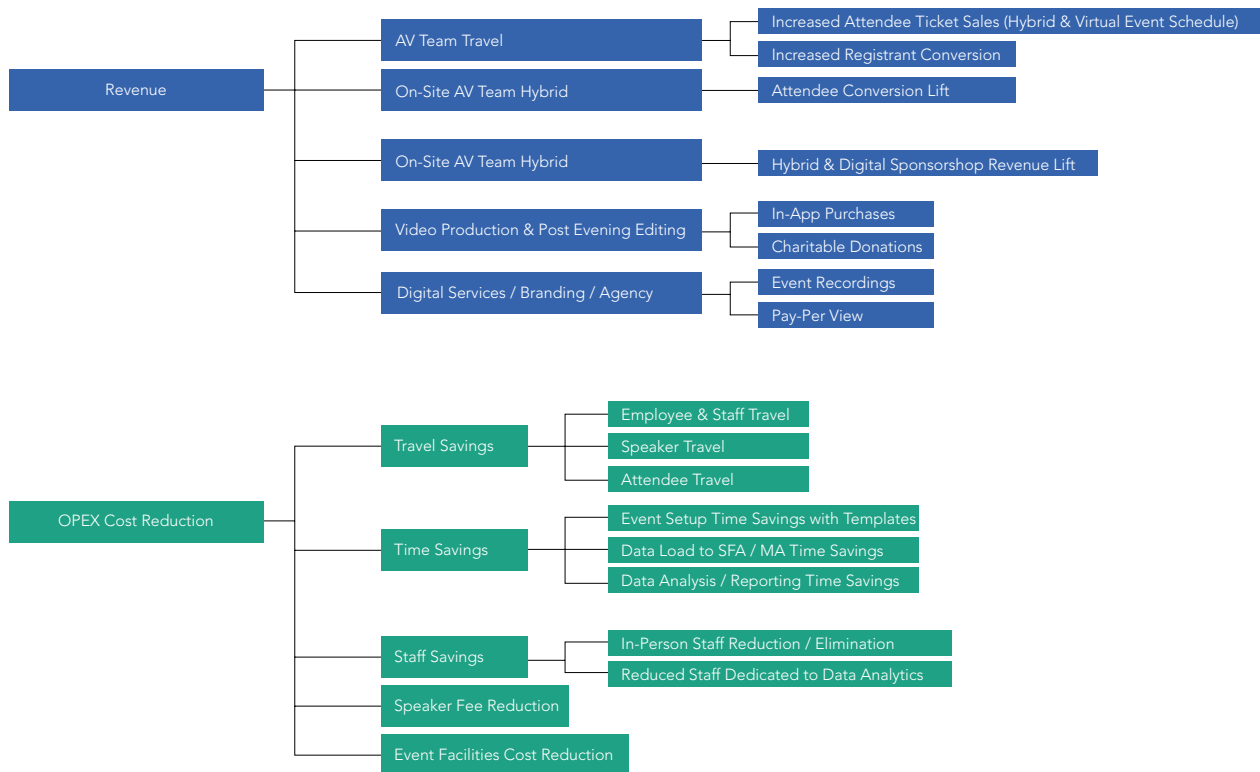 Revenue
AV Team Travel
Increased Attendee Ticket Sales (Hybrid & Virtual Event Schedule)
Increased Registrant Conversion
On-Site AV Team Hybrid
Attendee Conversion Lift
On-Site AV Team Hybrid
Hybrid & Digital Sponsorshop Revenue Lift
Video Production & Post Evening Editing
In-App Purchases
Charitable Donations
Digital Services / Branding / Agency
Event Recordings
Pay-Per View
OPEX Cost Reduction
Travel Savings
Employee & Staff Travel
Speaker Travel
Attendee Travel
Time Savings
Event Setup Time Savings with Templates
Data Load to SFA / MA Time Savings
Data Analysis / Reporting Time Savings
Staff Savings
In-Person Staff Reduction / Elimination
Reduced Staff Dedicated to Data Analytics
Speaker Fee Reduction
Event Facilities Cost Reduction